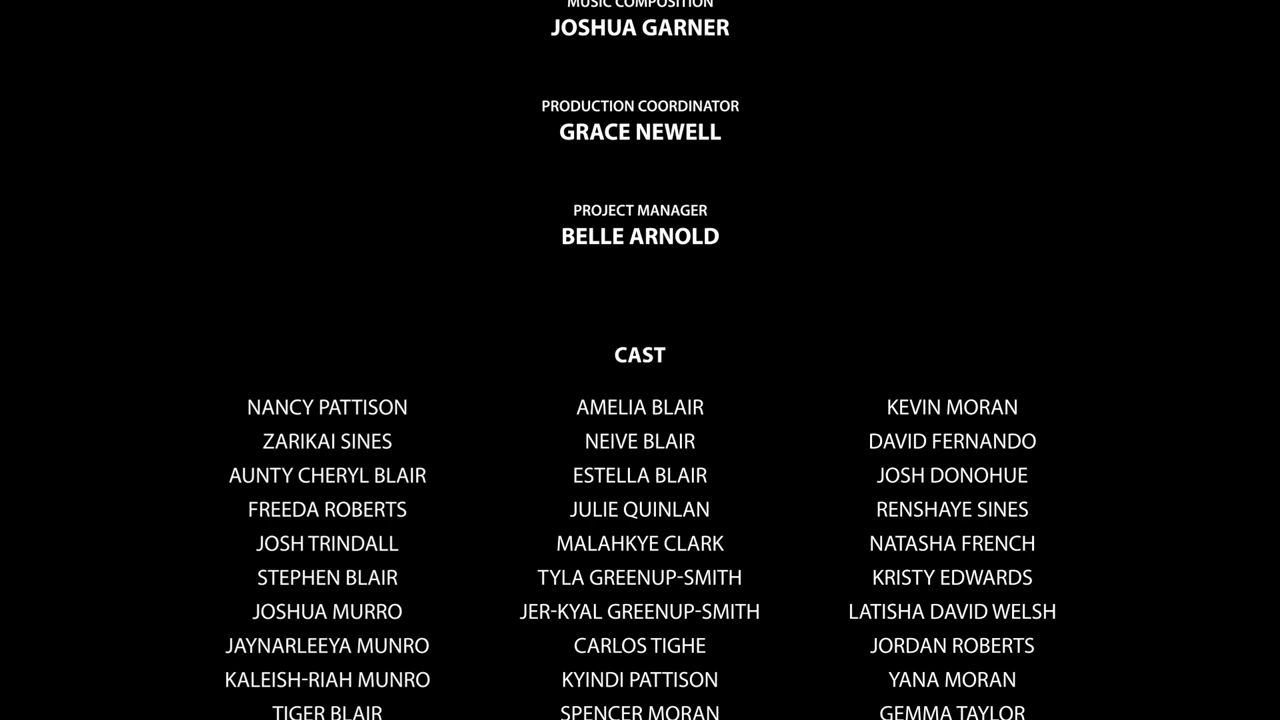 MUSIC COMPOSITION
JOSHUA GARNER
PRODUCTION COORDINATOR
GRACE NEWELL
PROJECT MANAGER
BELLE ARNOLD
CAST
NANCY PATTISON AMELIA BLAIR KEVIN MORAN
ZARIKAI SINES NEIVE BLAIR DAVID FERNANDO
AUNTY CHERYL BLAIR ESTELLA BLAIR JOSH DONOHUE
FREEDA ROBERTS JULIE QUINLAN RENSHAYE SINES
JOSH TRINDALL MALAHKYE CLARK NATASHA FRENCH
STEPHEN BLAIR TYLA GREENUP-SMITH KRISTY EDWARDS
JOSHUA MURRO JER-KYAL GREENUP-SMITH LATISHA DAVID WELSH
JAYNARLEEYA MUNRO CARLOS TIGHE JORDAN ROBERTS
KALEISH-RIAH MUNRO KYINDI PATTISON YANA MORAN
TIGER BLAIR SPENCER MORAN GEMMA TAYLOR